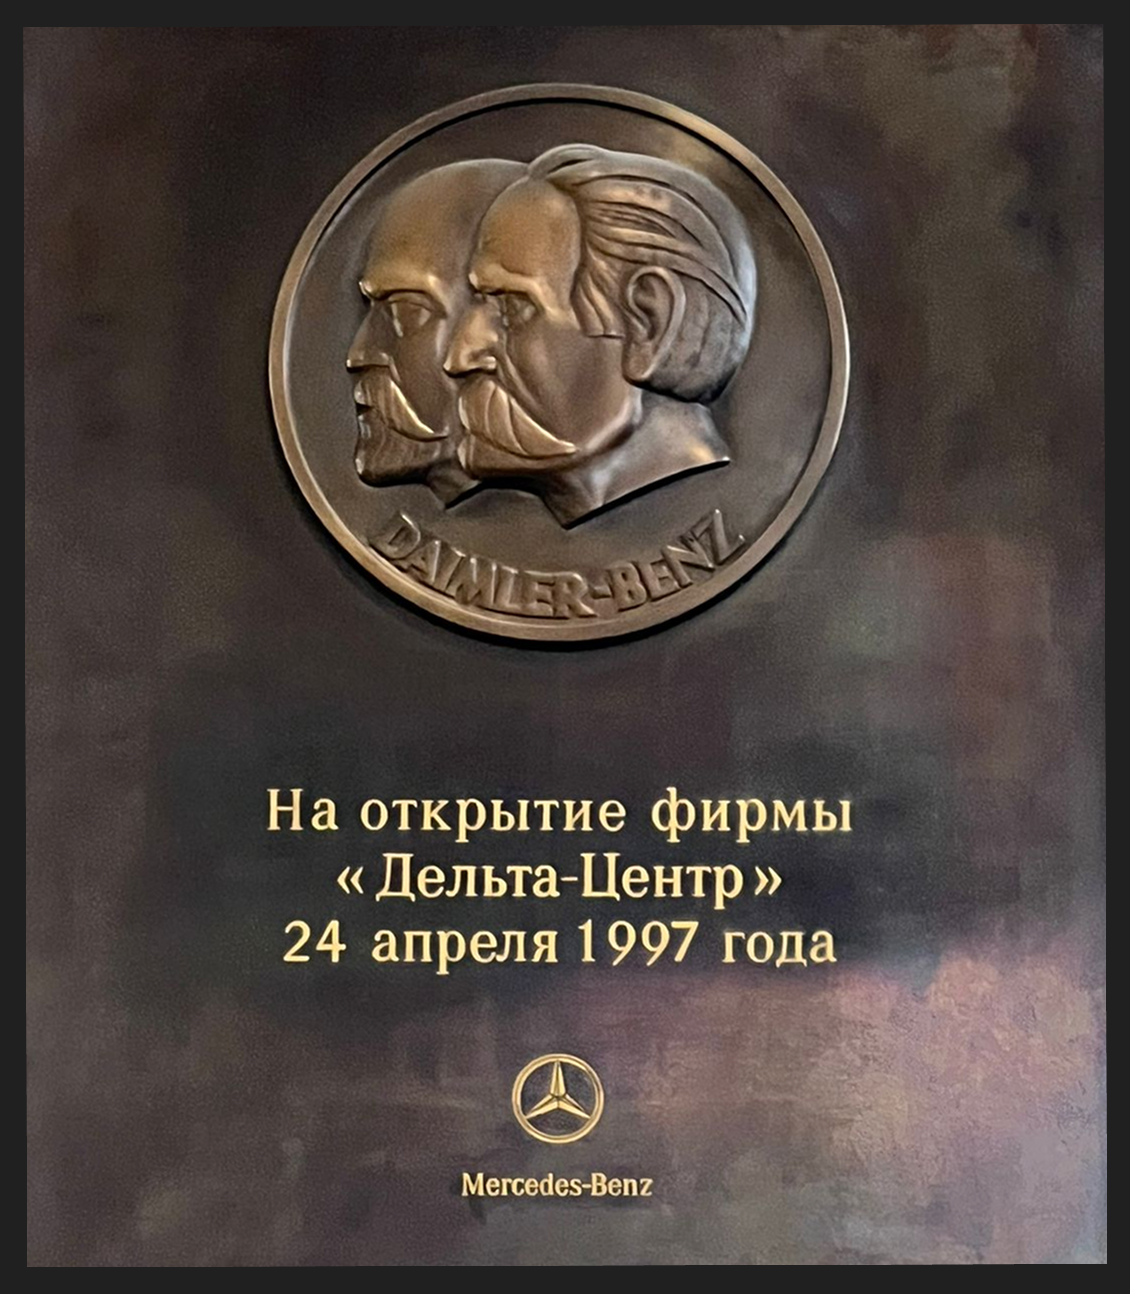 DAIMLER-BENZ
На открытие фирмы
«Дельта-Центр»
24 апреля 1997 года
Mercedes-Benz